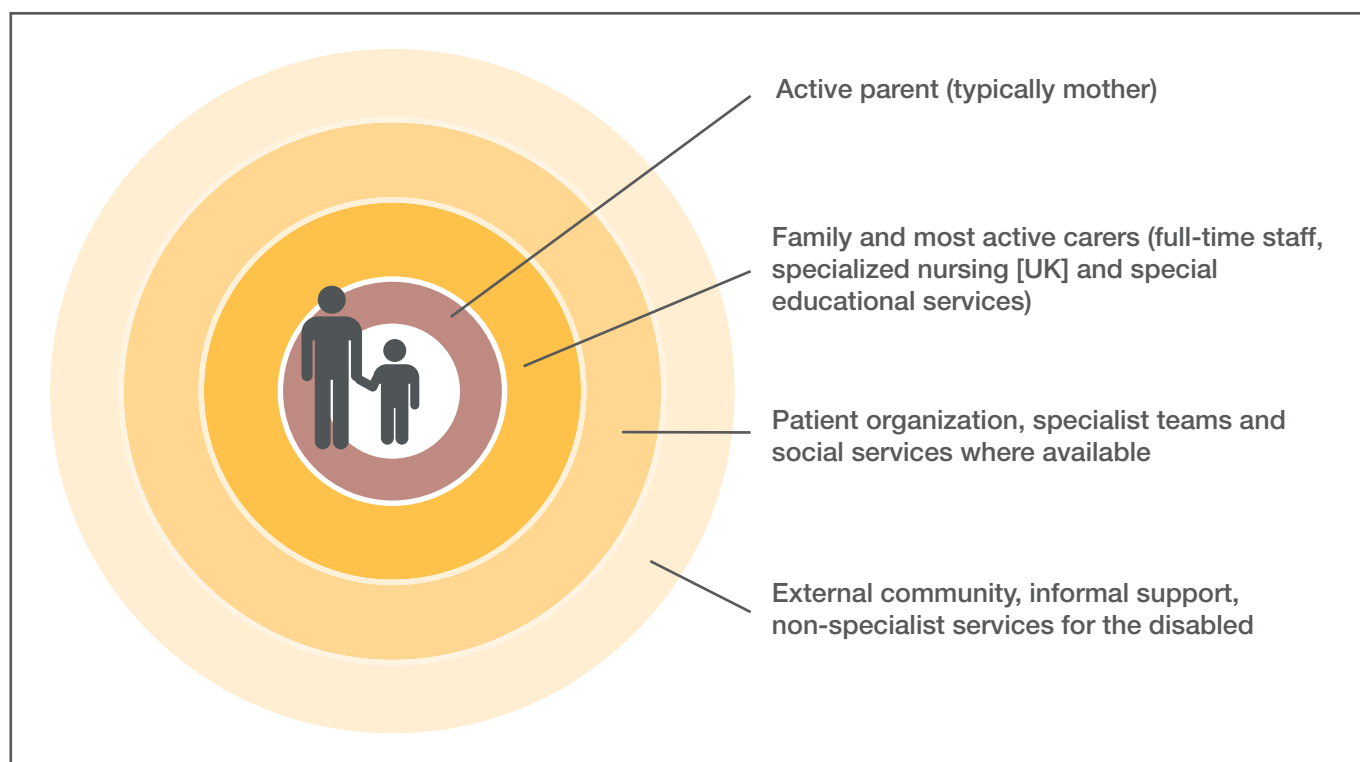 Active parent (typically mother)
Family and most active carers (full-time staff,
specialized nursing [UK] and special
educational services)
Patient organization, specialist teams and
social services where available
External community, informal support,
non-specialist services for the disabled